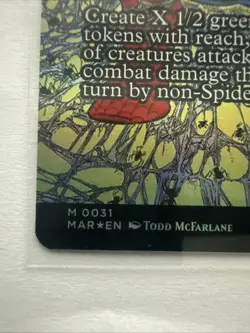 Create X 1/2 gree
tokens with reach,
of creatures attack
combat damage th
turn by non-Spide
M 0031
MAR★EN TODD MCFARLANE